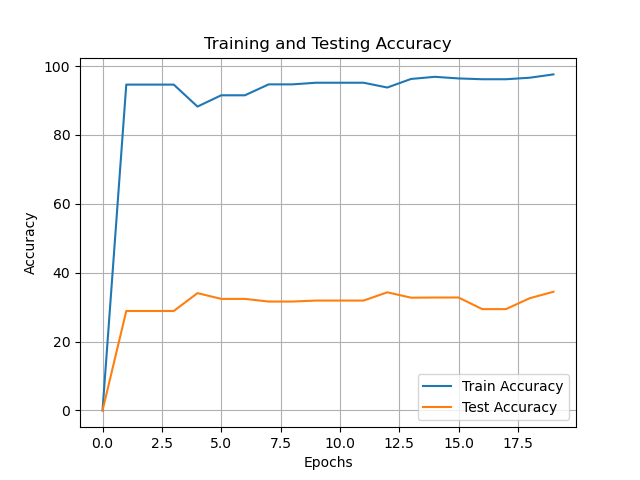 Training and Testing Accuracy
100
80
60
40
20
0
Accuracy
0.0 2.5 5.0 7.5 10.0 12.5 15.0 17.5
Epochs
Train Accuracy
Test Accuracy